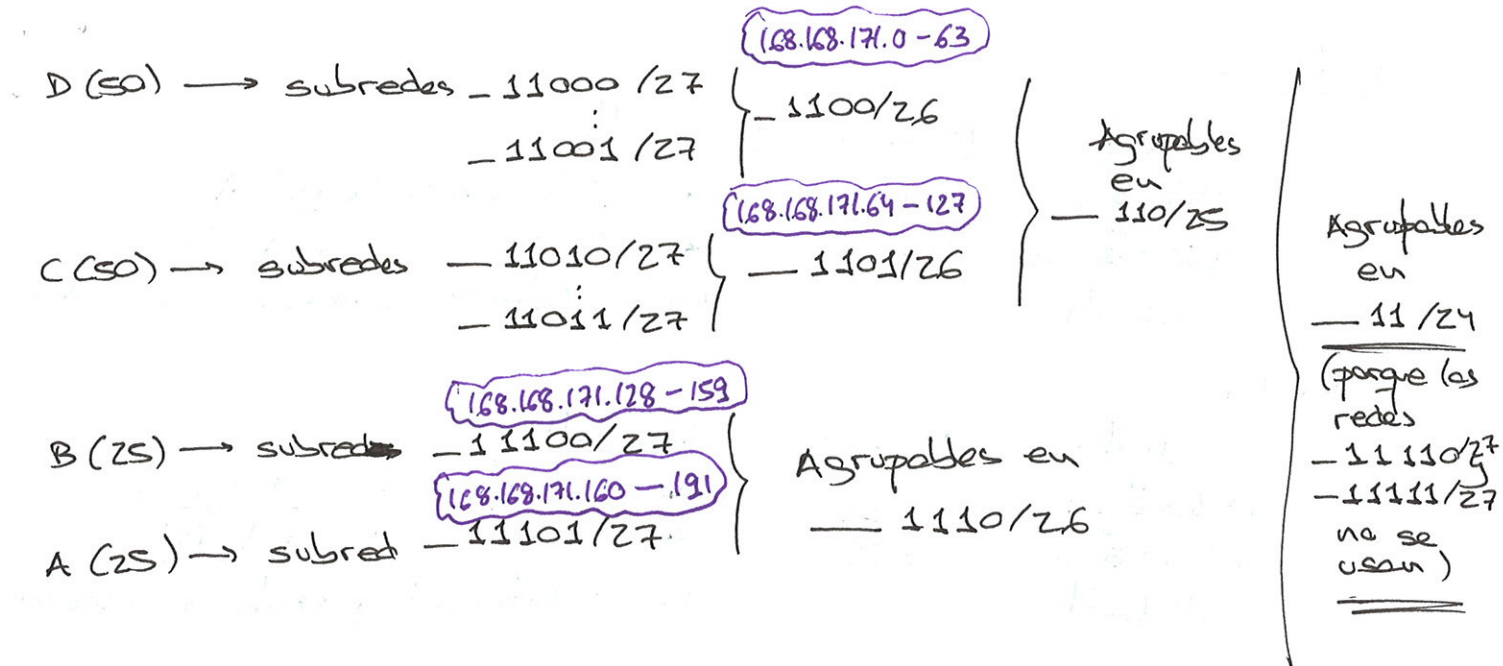 168.168.171.0-63
D (50) → subredes _ 11000 /27
_ 1100/26
⋮
_ 11001 /27
Agrupables
en
— 110/25
168.168.171.64-127
C (50) → subredes — 11010/27
— 1101/26
⋮
— 11011 /27
168.168.171.128-159
B (25) → subred _ 11100/27
168.168.171.160-191
A (25) → subred _ 11101/27
Agrupables en
— 1110/26
Agrupables
en
— 11 /24
(porque las
redes
_ 11110/27
y
_ 11111/27
no se
usan)